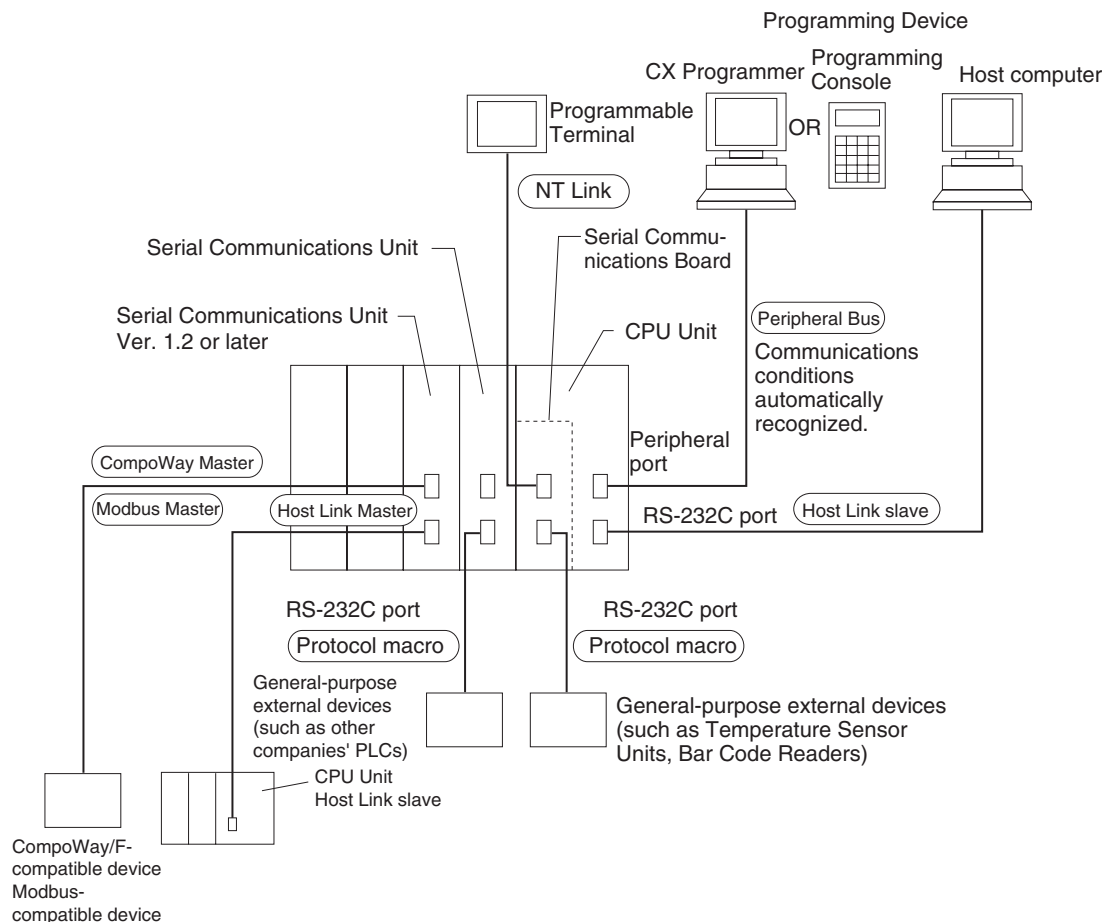 Programming Device
CX Programmer
Programming
Console
Host computer
Programmable
Terminal
OR
NT Link
Serial Communications Unit
Serial Commu-
nications Board
Serial Communications Unit
Ver. 1.2 or later
CPU Unit
Peripheral Bus
Communications
conditions
automatically
recognized.
Peripheral
port
CompoWay Master
Modbus Master
Host Link Master
RS-232C port
Host Link slave
RS-232C port
RS-232C port
Protocol macro
Protocol macro
General-purpose
external devices
(such as other
companies' PLCs)
General-purpose external devices
(such as Temperature Sensor
Units, Bar Code Readers)
CPU Unit
Host Link slave
CompoWay/F-
compatible device
Modbus-
compatible device